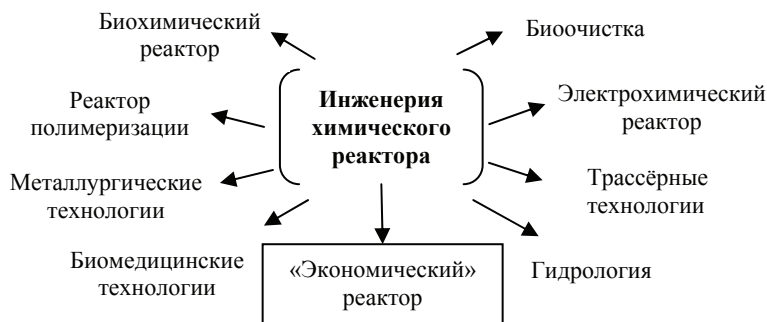 Биохимический
реактор
Биоочистка
Реактор
полимеризации
Инженерия
химического
реактора
Электрохимический
реактор
Металлургические
технологии
Трассёрные
технологии
Биомедицинские
технологии
«Экономический»
реактор
Гидрология